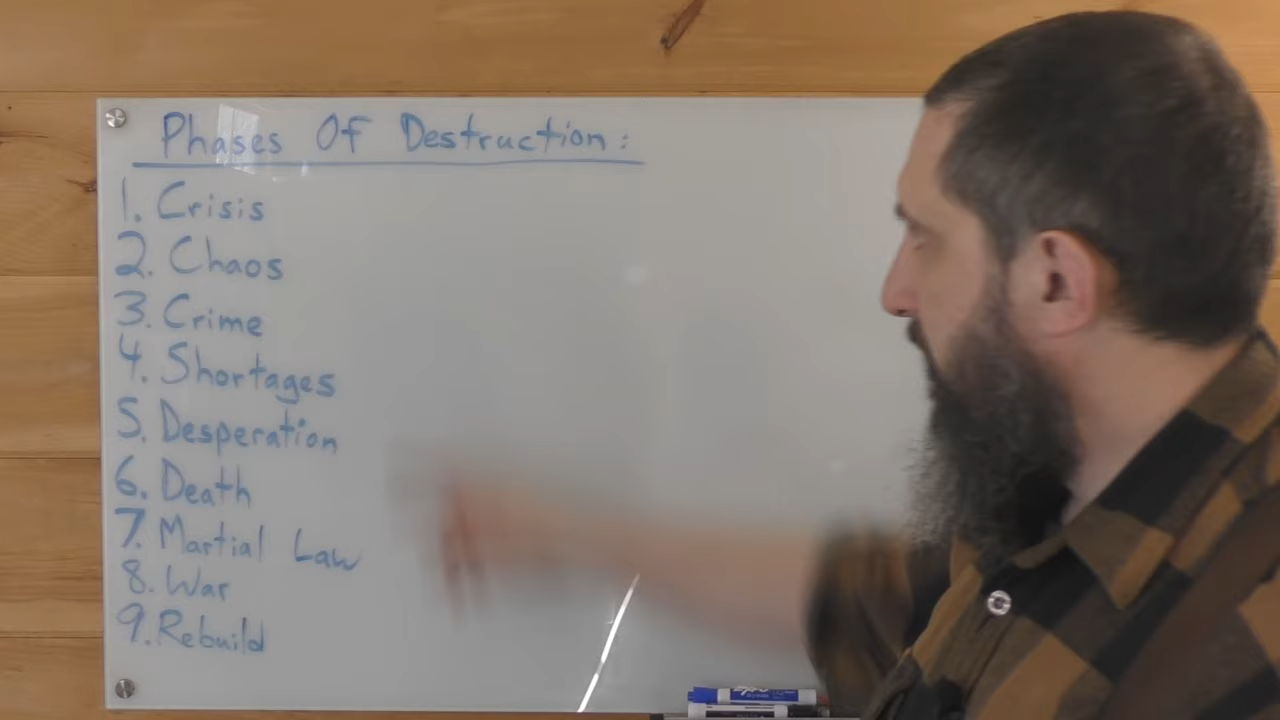 Phases Of Destruction:
1. Crisis
2. Chaos
3. Crime
4. Shortages
5. Desperation
6. Death
7. Martial Law
8. War
9. Rebuild